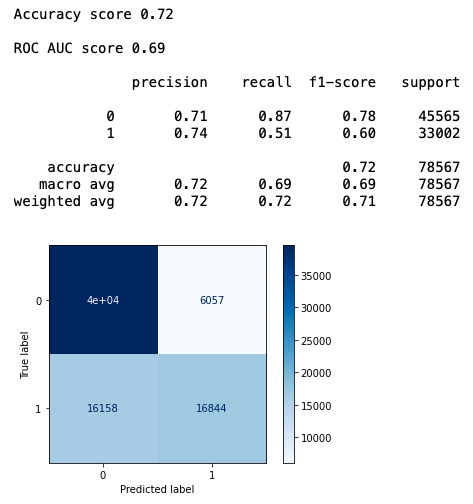 Accuracy score 0.72
ROC AUC score 0.69
precision recall f1-score support
0 0.71 0.87 0.78 45565
1 0.74 0.51 0.60 33002
accuracy 0.72 78567
macro avg 0.72 0.69 0.69 78567
weighted avg 0.72 0.72 0.71 78567
35000
30000
25000
20000
15000
10000
True label
0 4e+04 6057
1 16158 16844
0 1
Predicted label